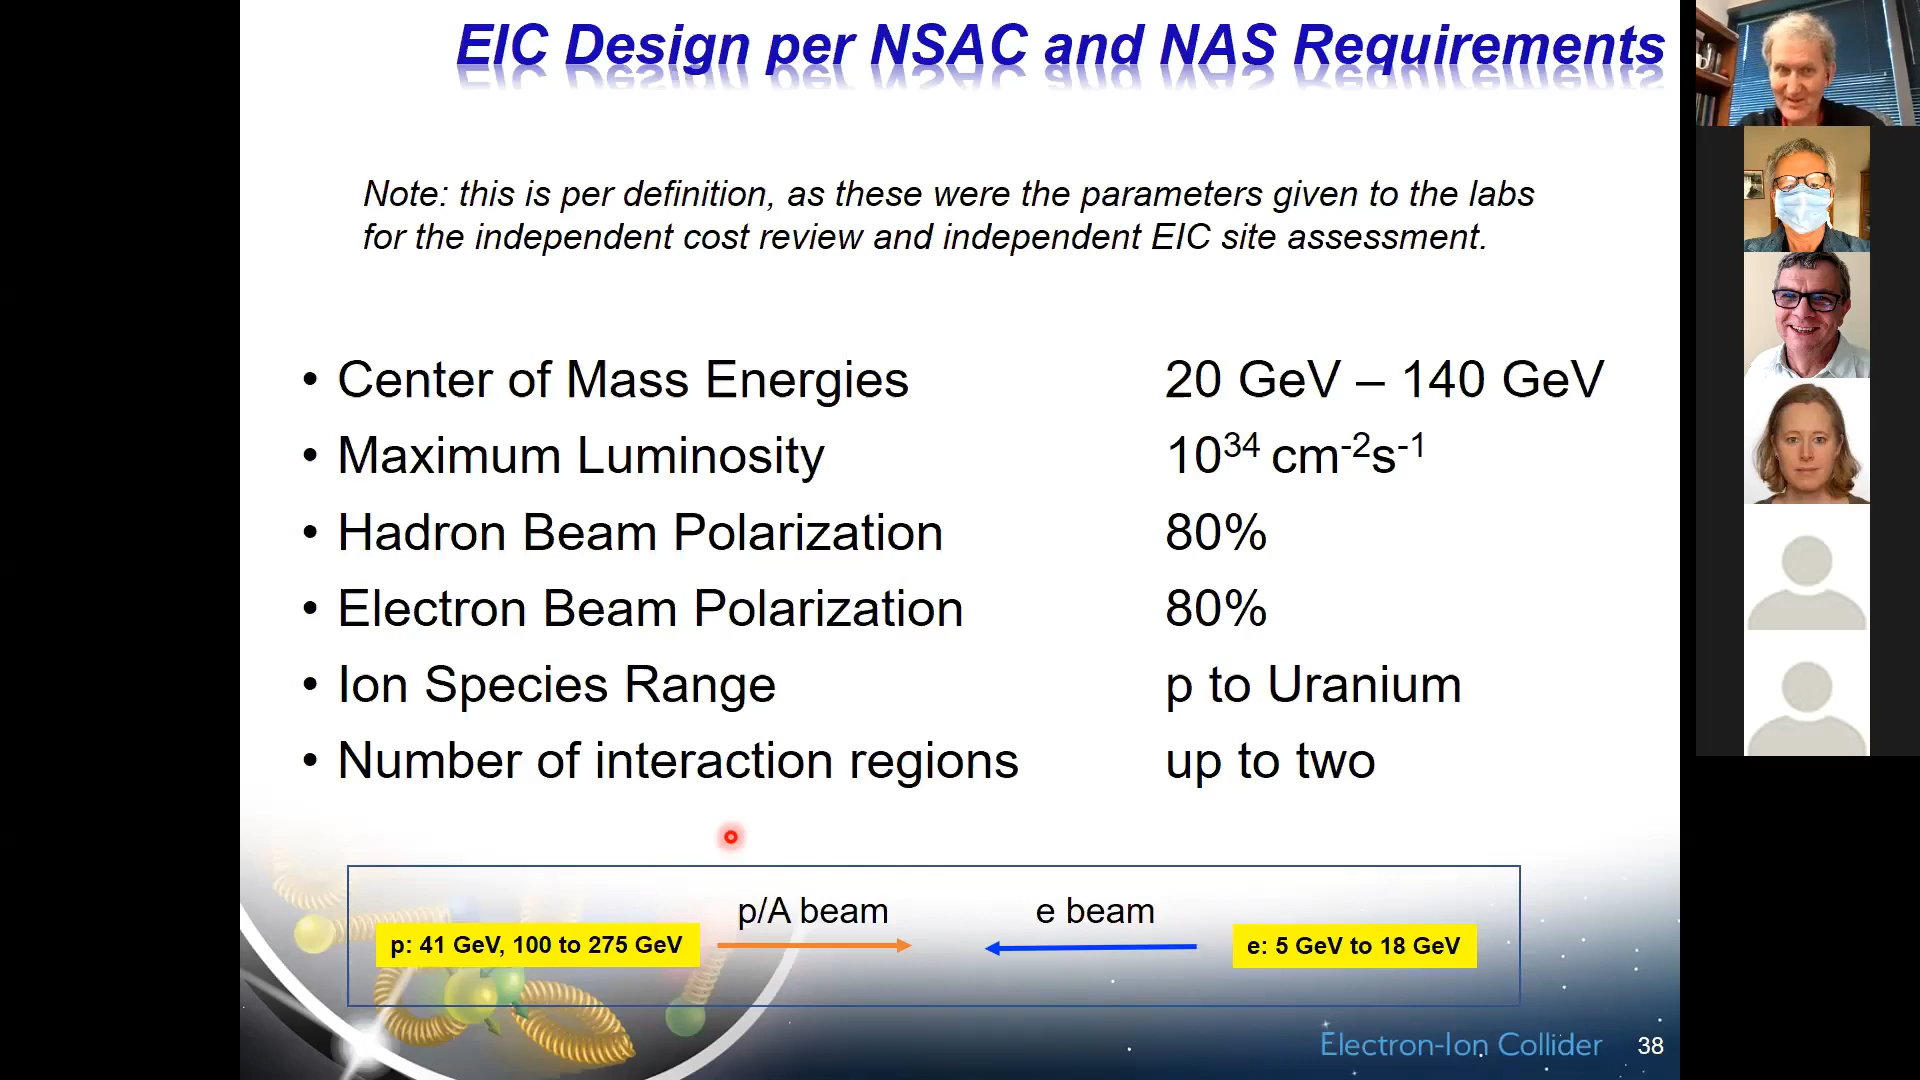 EIC Design per NSAC and NAS Requirements
Note: this is per definition, as these were the parameters given to the labs
for the independent cost review and independent EIC site assessment.
• Center of Mass Energies 20 GeV – 140 GeV
• Maximum Luminosity 10³⁴ cm⁻²s⁻¹
• Hadron Beam Polarization 80%
• Electron Beam Polarization 80%
• Ion Species Range p to Uranium
• Number of interaction regions up to two
p/A beam e beam
p: 41 GeV, 100 to 275 GeV e: 5 GeV to 18 GeV
Electron-Ion Collider 38